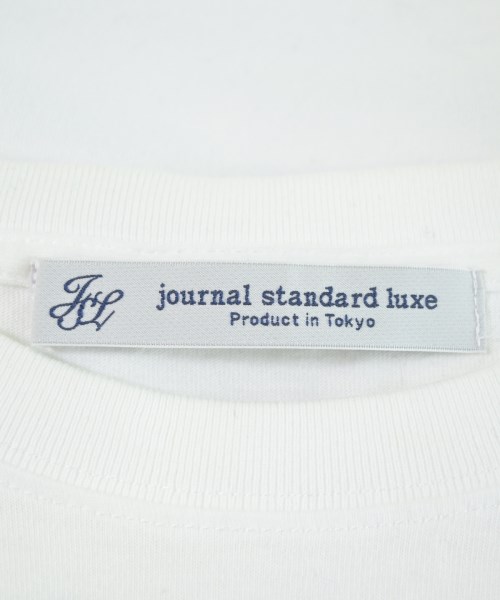 JSL
journal standard luxe
Product in Tokyo